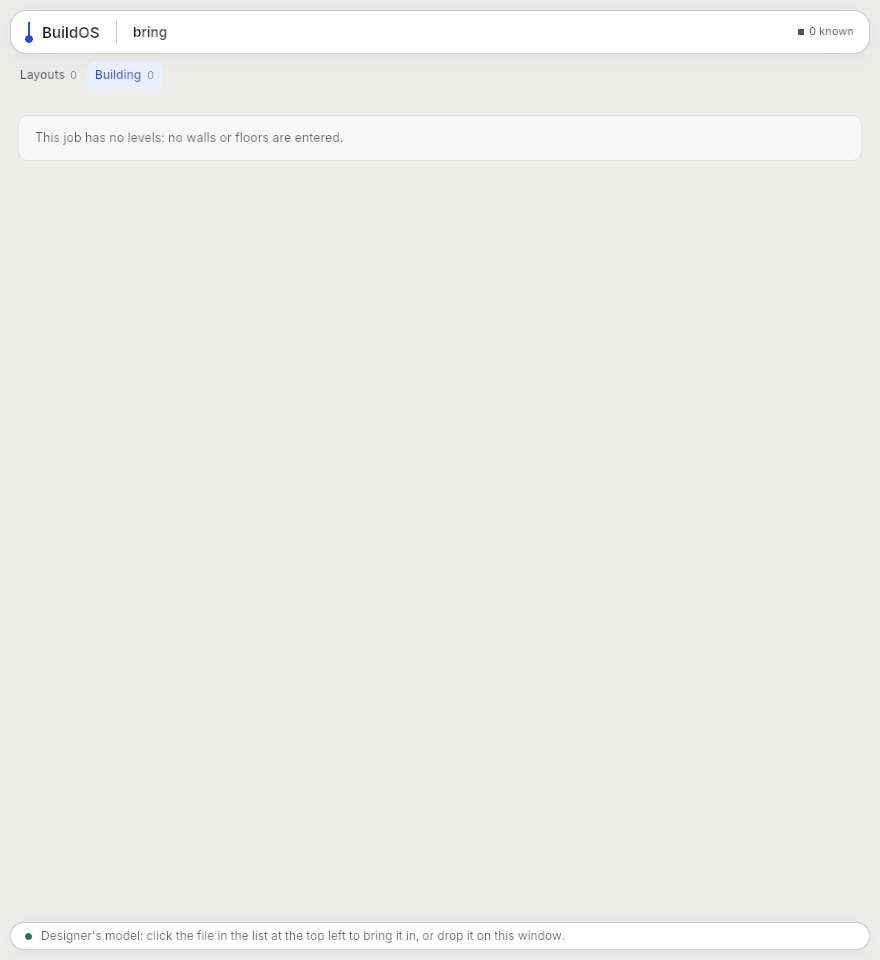 BuildOS bring 0 known
Layouts 0 Building 0
This job has no levels: no walls or floors are entered.
Designer's model: click the file in the list at the top left to bring it in, or drop it on this window.